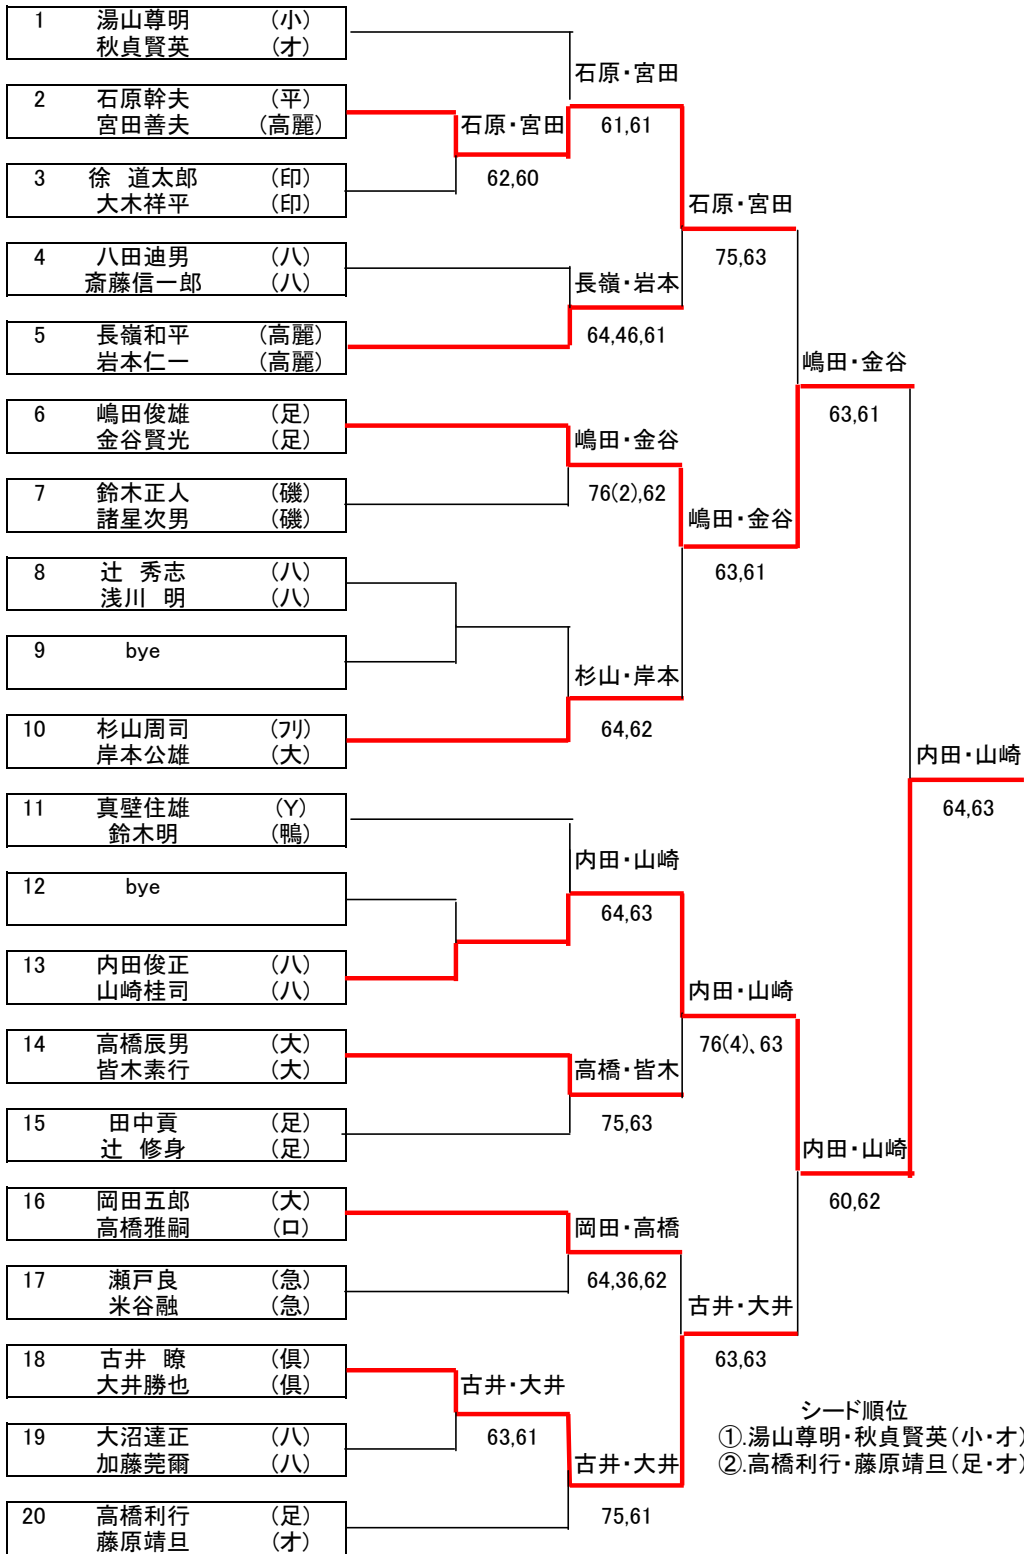 1 湯山尊明 (小)
秋貞賢英 (才)
石原・宮田
2 石原幹夫 (平)
宮田善夫 (高麗)
石原・宮田
61,61
3 徐 道太郎 (印)
大木祥平 (印)
62,60
石原・宮田
75,63
4 八田迪男 (八)
斎藤信一郎 (八)
長嶺・岩本
5 長嶺和平 (高麗)
岩本仁一 (高麗)
64,46,61
嶋田・金谷
63,61
6 嶋田俊雄 (足)
金谷賢光 (足)
嶋田・金谷
7 鈴木正人 (磯)
諸星次男 (磯)
76(2),62
嶋田・金谷
63,61
8 辻 秀志 (八)
浅川 明 (八)
9 bye
杉山・岸本
10 杉山周司 (フリ)
岸本公雄 (大)
64,62
内田・山崎
64,63
11 真壁住雄 (Y)
鈴木明 (鴨)
内田・山崎
12 bye
64,63
13 内田俊正 (八)
山崎桂司 (八)
内田・山崎
76(4)、63
14 高橋辰男 (大)
皆木素行 (大)
高橋・皆木
15 田中貢 (足)
辻 修身 (足)
75,63
内田・山崎
60,62
16 岡田五郎 (大)
高橋雅嗣 (ロ)
岡田・高橋
17 瀬戸良 (急)
米谷融 (急)
64,36,62
古井・大井
63,63
18 古井 瞭 (倶)
大井勝也 (倶)
古井・大井
19 大沼達正 (八)
加藤莞爾 (八)
63,61
古井・大井
20 高橋利行 (足)
藤原靖旦 (才)
75,61
シード順位
①.湯山尊明・秋貞賢英(小・才)
②.高橋利行・藤原靖旦(足・才)